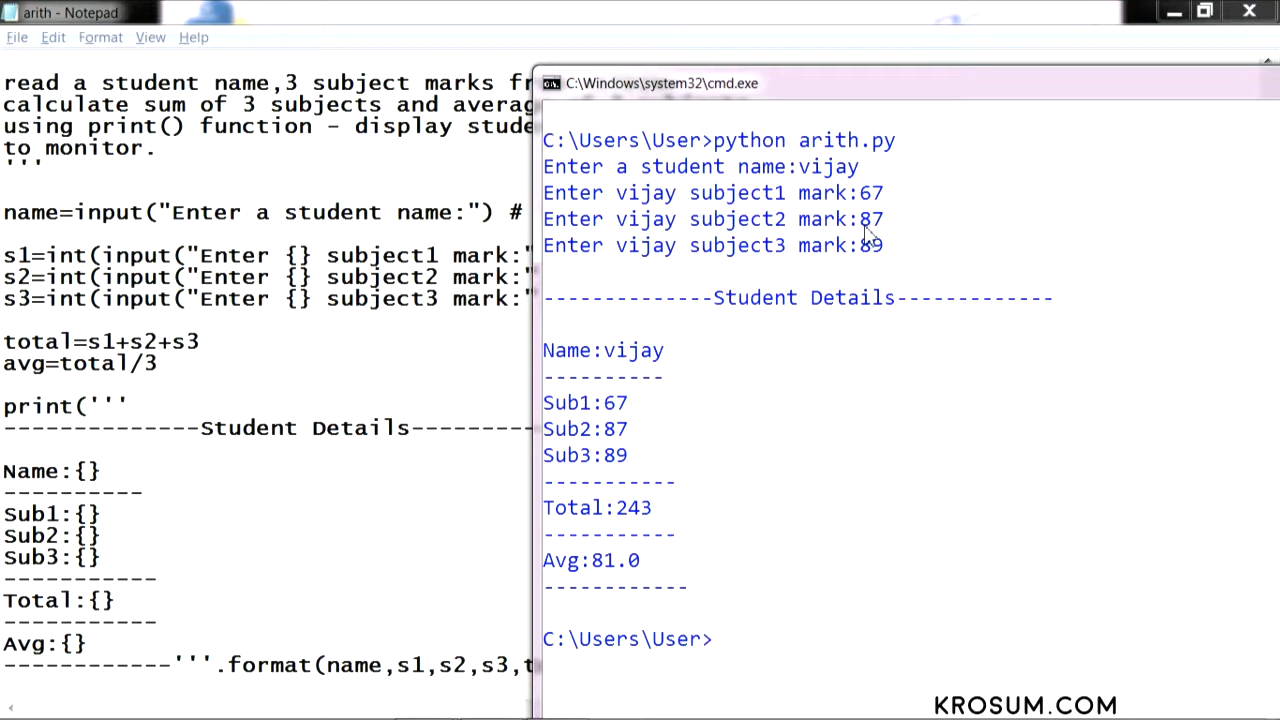 arith - Notepad
File Edit Format View Help
read a student name,3 subject marks
calculate sum of 3 subjects and
using print() function - display
to monitor.
'''
name=input("Enter a student name:") #
s1=int(input("Enter {} subject1 mark:"
s2=int(input("Enter {} subject2 mark:"
s3=int(input("Enter {} subject3 mark:"
total=s1+s2+s3
avg=total/3
print('''
--------------Student Details-----------
Name:{}
----------
Sub1:{}
Sub2:{}
Sub3:{}
-----------
Total:{}
-----------
Avg:{}
------------'''.format(name,s1,s2,s3,
C:\Windows\system32\cmd.exe
C:\Users\User>python arith.py
Enter a student name:vijay
Enter vijay subject1 mark:67
Enter vijay subject2 mark:87
Enter vijay subject3 mark:89
--------------Student Details-------------
Name:vijay
----------
Sub1:67
Sub2:87
Sub3:89
-----------
Total:243
-----------
Avg:81.0
------------
C:\Users\User>
KROSUM.COM